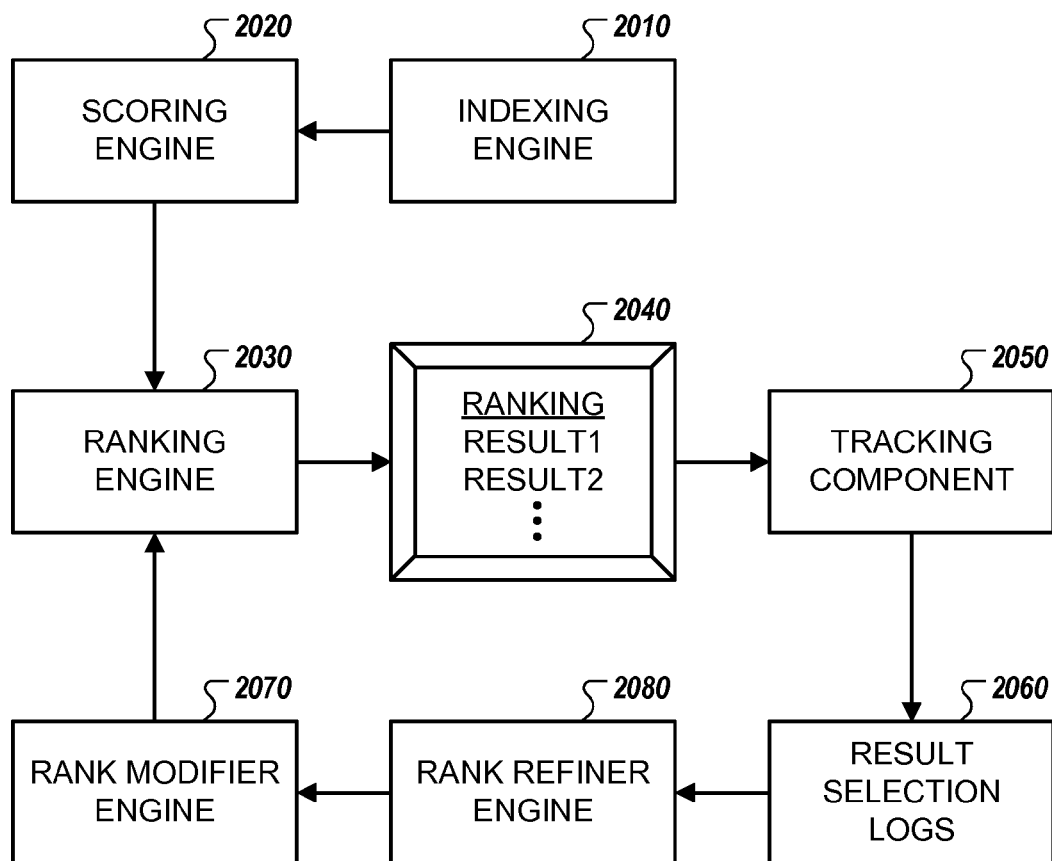 2020
SCORING
ENGINE
2010
INDEXING
ENGINE
2030
RANKING
ENGINE
2040
RANKING
RESULT1
RESULT2
2050
TRACKING
COMPONENT
2070
RANK MODIFIER
ENGINE
2080
RANK REFINER
ENGINE
2060
RESULT
SELECTION
LOGS